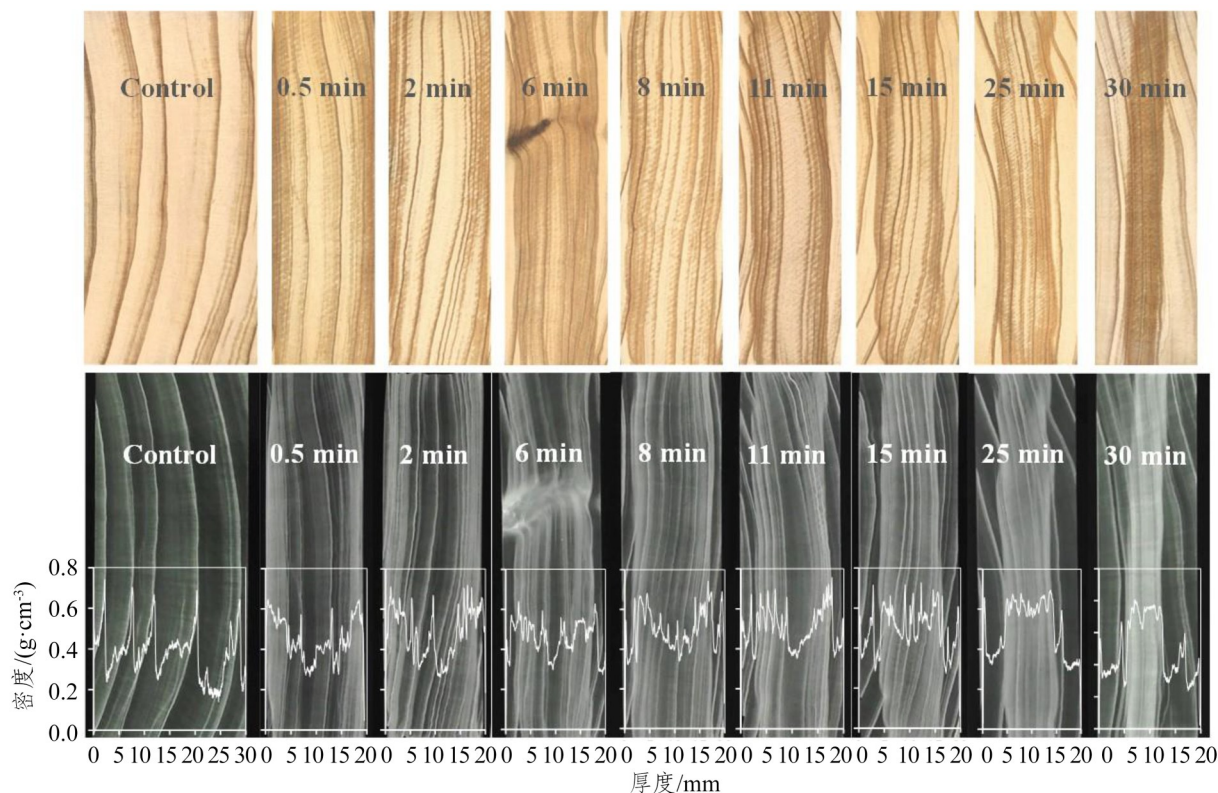 Control 0.5 min 2 min 6 min 8 min 11 min 15 min 25 min 30 min
Control 0.5 min 2 min 6 min 8 min 11 min 15 min 25 min 30 min
密度/(g·cm⁻³)
0.8
0.6
0.4
0.2
0.0
0 5 10 15 20 25 30 0 5 10 15 20 0 5 10 15 20 0 5 10 15 20 0 5 10 15 20 0 5 10 15 20 0 5 10 15 20 0 5 10 15 20 0 5 10 15 20
厚度/mm